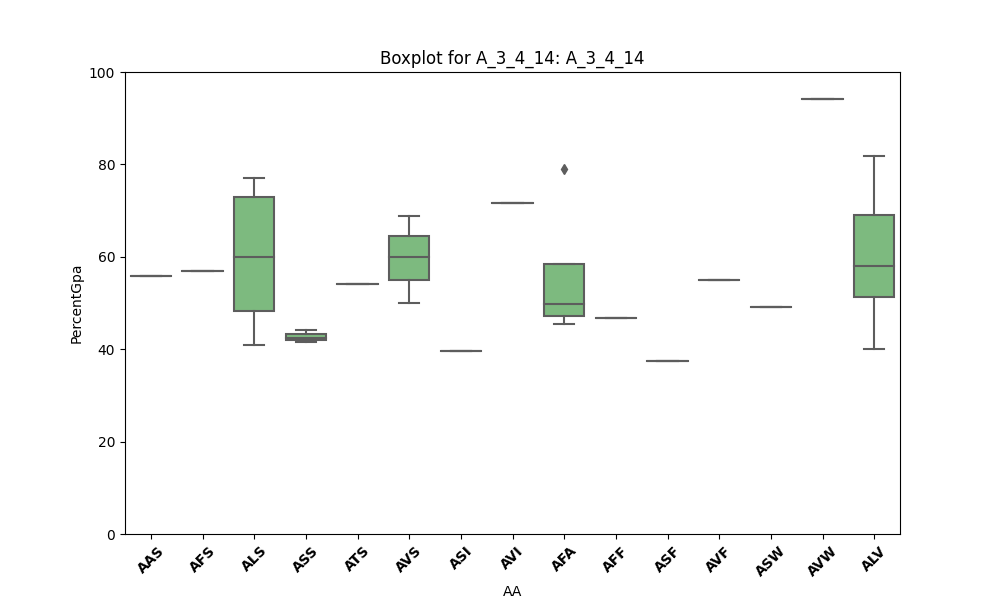 Boxplot for A_3_4_14: A_3_4_14
PercentGpa
100
80
60
40
20
0
AAS AFS ALS ASS ATS AVS ASI AVI AFA AFF ASF AVF ASW AVW ALV
AA